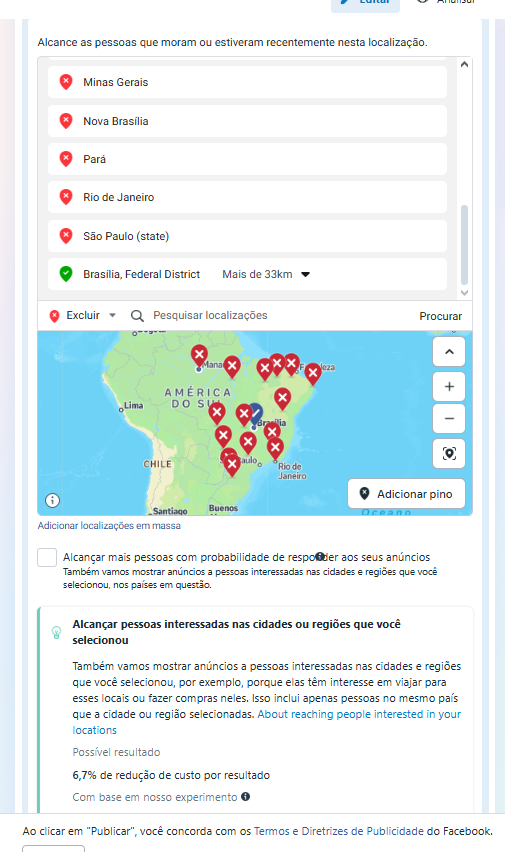 Editar
Analisar
Alcance as pessoas que moram ou estiveram recentemente nesta localização.
Minas Gerais
Nova Brasília
Pará
Rio de Janeiro
São Paulo (state)
Brasília, Federal District Mais de 33km
Excluir Pesquisar localizações Procurar
Bogotá
Mana
eza
AMÉRICA
DO SU
Lima
Brasília
aulo
CHILE
Rio de
Janeiro
Santiago
Buenos
Oceano
Adicionar pino
Adicionar localizações em massa
Alcançar mais pessoas com probabilidade de responder aos seus anúncios
Também vamos mostrar anúncios a pessoas interessadas nas cidades e regiões que você
selecionou, nos países em questão.
Alcançar pessoas interessadas nas cidades ou regiões que você
selecionou
Também vamos mostrar anúncios a pessoas interessadas nas cidades e regiões
que você selecionou, por exemplo, porque elas têm interesse em viajar para
esses locais ou fazer compras neles. Isso inclui apenas pessoas no mesmo país
que a cidade ou região selecionadas. About reaching people interested in your
locations
Possível resultado
6,7% de redução de custo por resultado
Com base em nosso experimento
Ao clicar em "Publicar", você concorda com os Termos e Diretrizes de Publicidade do Facebook.